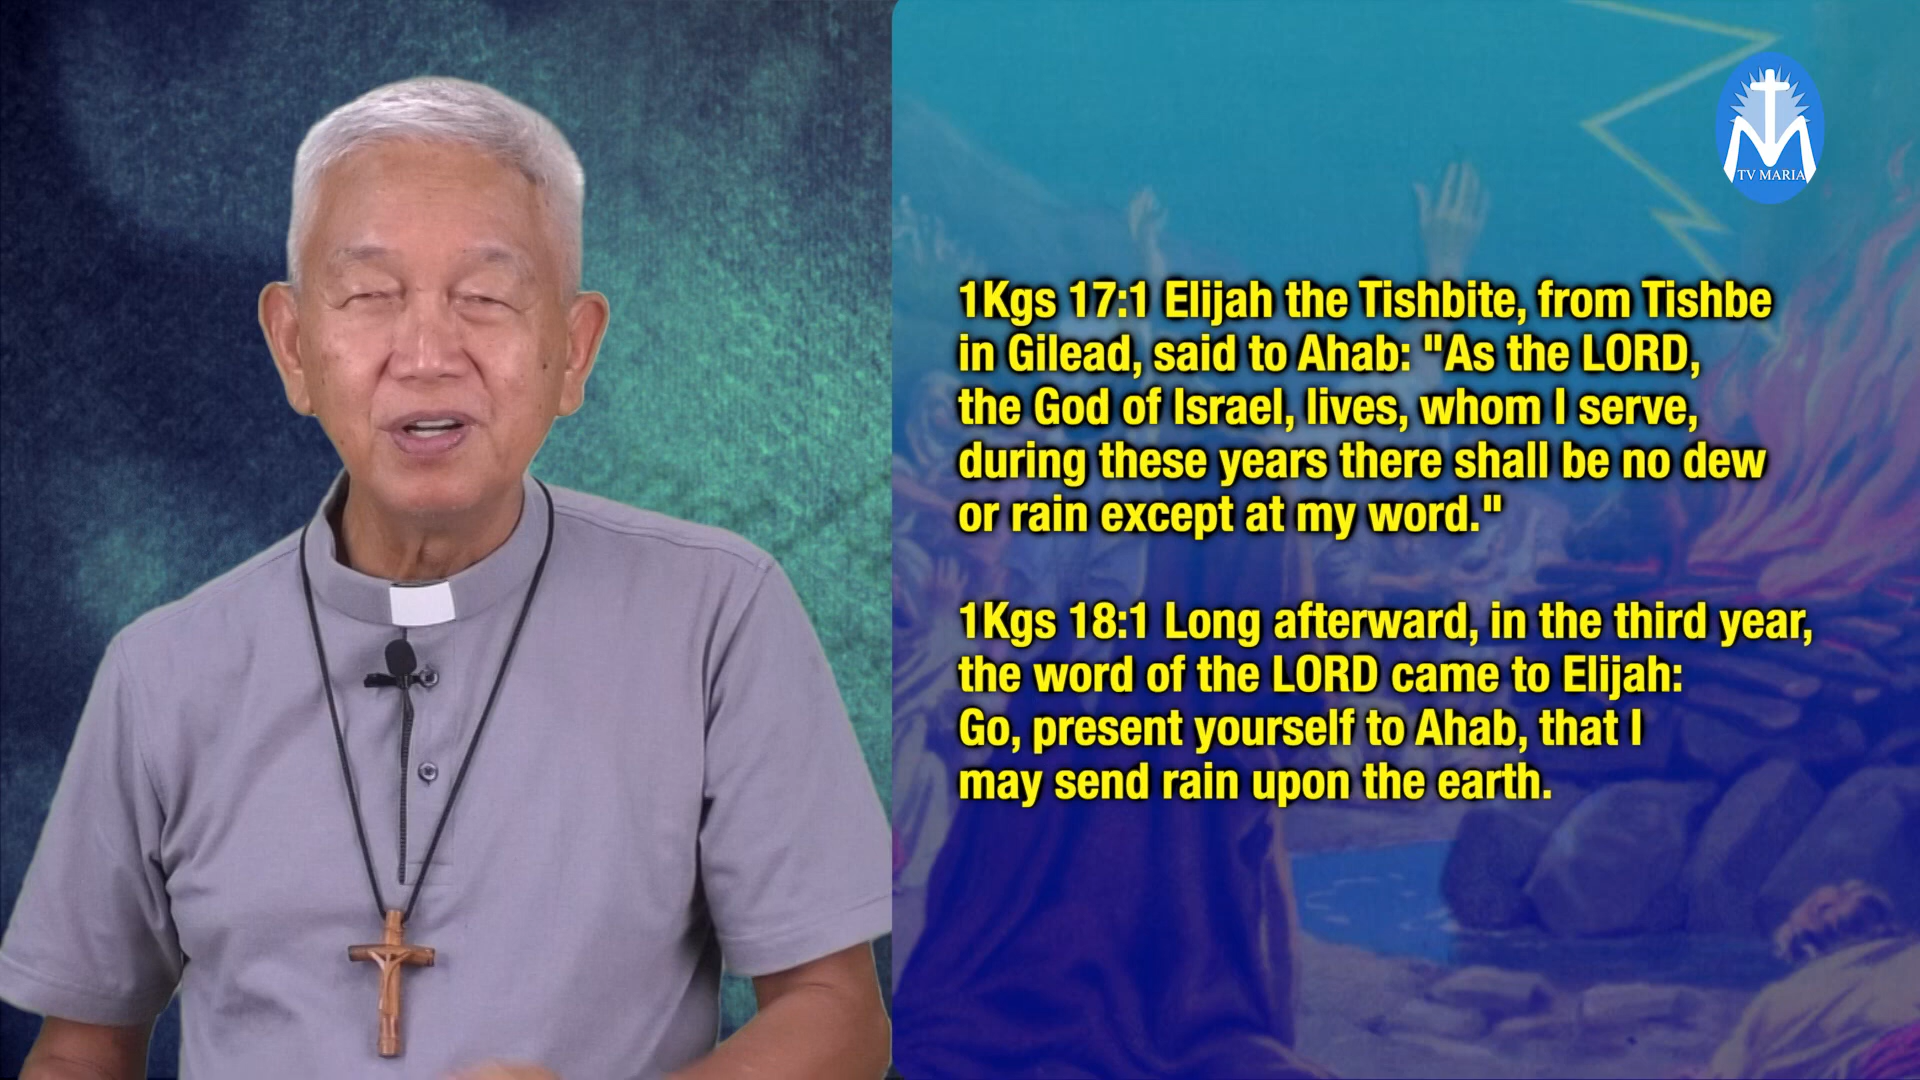 TV MARIA
1Kgs 17:1 Elijah the Tishbite, from Tishbe
in Gilead, said to Ahab: "As the LORD,
the God of Israel, lives, whom I serve,
during these years there shall be no dew
or rain except at my word."
1Kgs 18:1 Long afterward, in the third year,
the word of the LORD came to Elijah:
Go, present yourself to Ahab, that I
may send rain upon the earth.